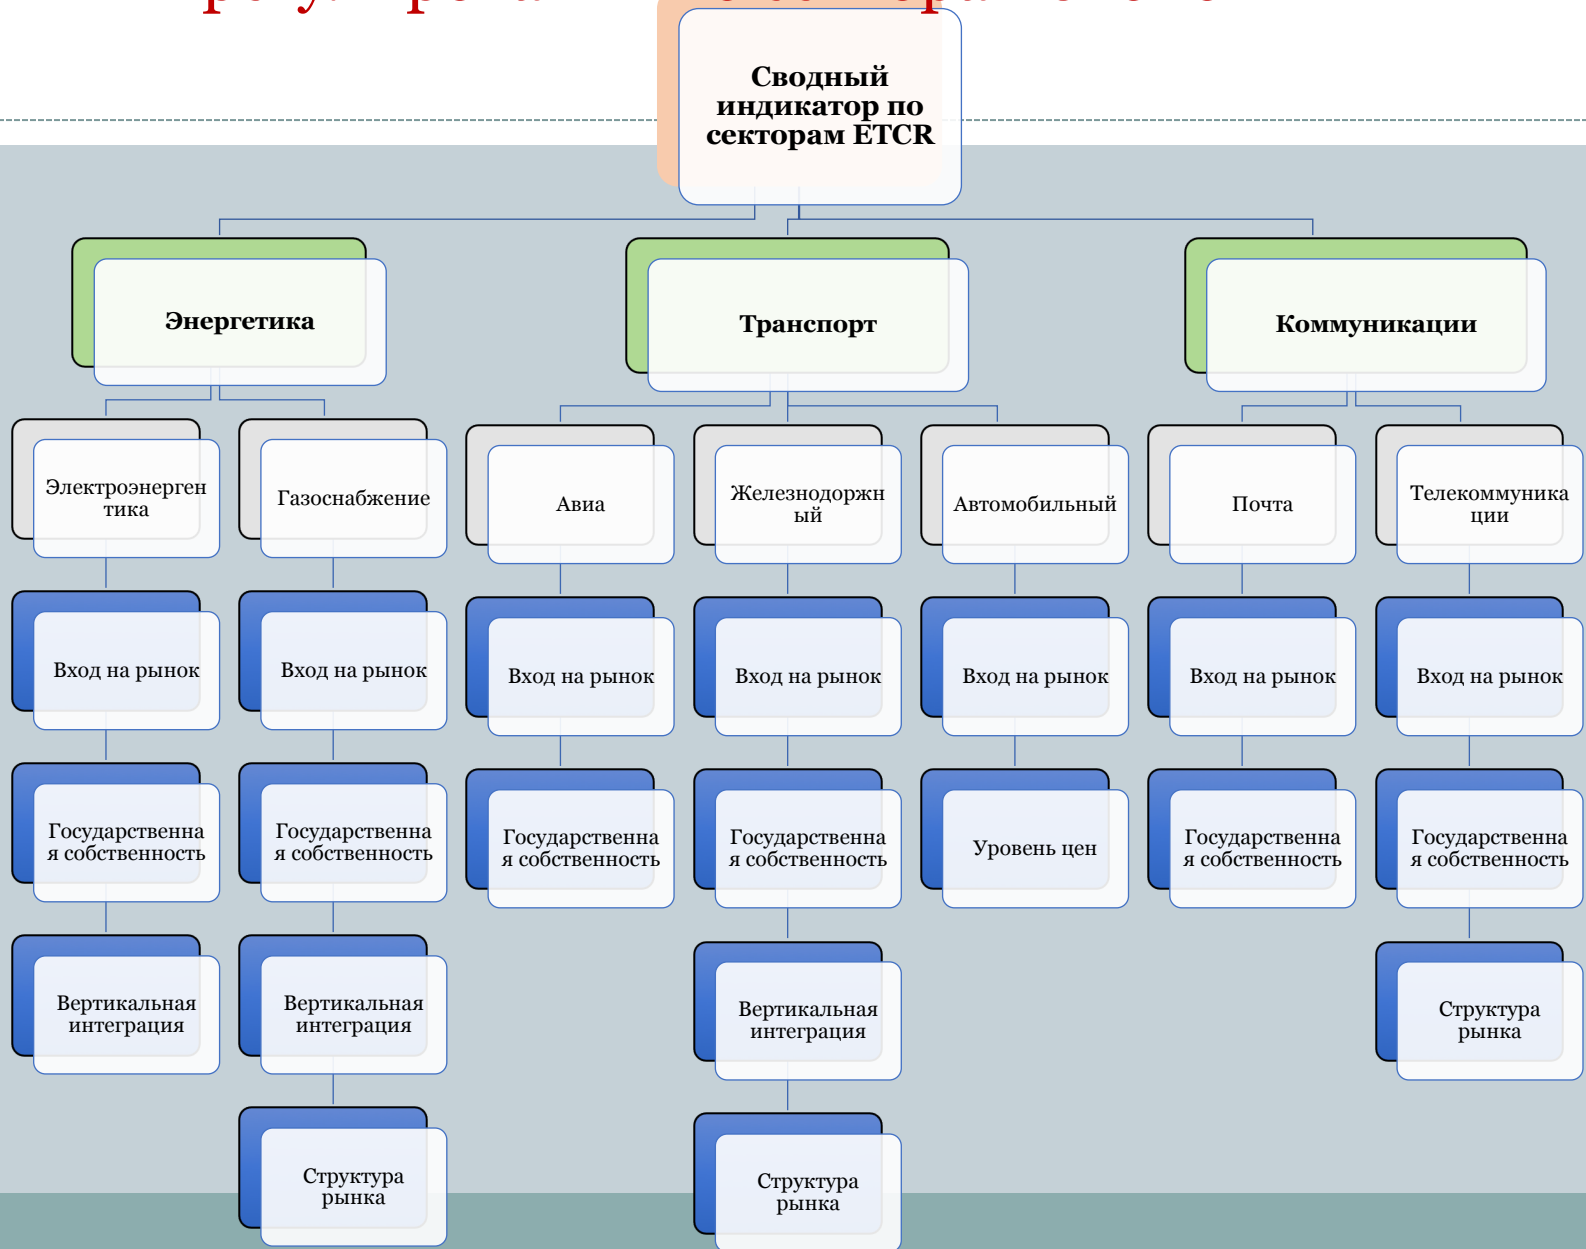 Сводный
индикатор по
секторам ETCR
Энергетика
Транспорт
Коммуникации
Электроэнерген
тика
Газоснабжение
Авиа
Железнодоржн
ый
Автомобильный
Почта
Телекоммуника
ции
Вход на рынок
Вход на рынок
Вход на рынок
Вход на рынок
Вход на рынок
Вход на рынок
Вход на рынок
Государственна
я собственность
Государственна
я собственность
Государственна
я собственность
Государственна
я собственность
Уровень цен
Государственна
я собственность
Государственна
я собственность
Вертикальная
интеграция
Вертикальная
интеграция
Вертикальная
интеграция
Структура
рынка
Структура
рынка
Структура
рынка